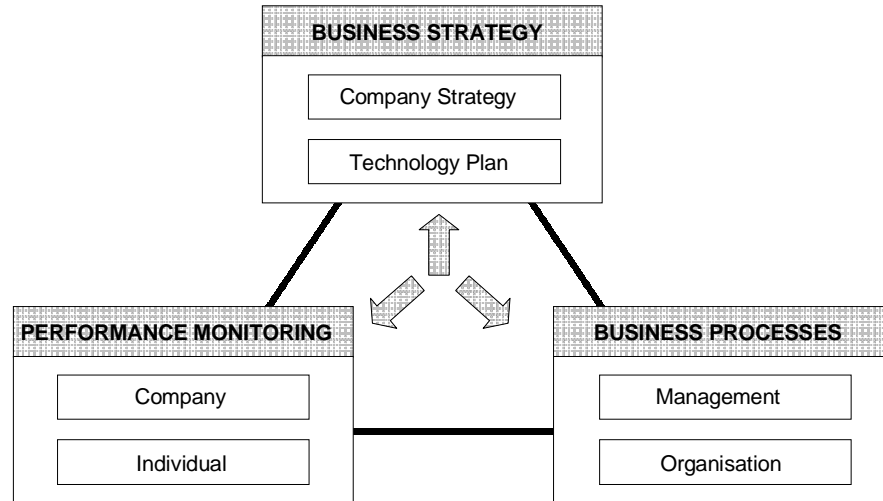 BUSINESS STRATEGY
Company Strategy
Technology Plan
PERFORMANCE MONITORING
Company
Individual
BUSINESS PROCESSES
Management
Organisation